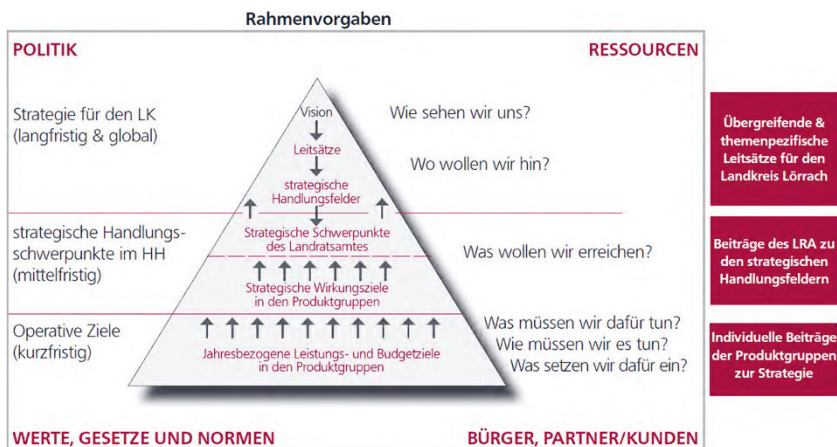 Rahmenvorgaben
POLITIK
RESSOURCEN
Strategie für den LK
(langfristig & global)
Vision
Leitsätze
strategische
Handlungsfelder
Wie sehen wir uns?
Wo wollen wir hin?
Übergreifende &
themenpezifische
Leitsätze für den
Landkreis Lörrach
strategische Handlungs-
schwerpunkte im HH
(mittelfristig)
Strategische Schwerpunkte
des Landratsamtes
Strategische Wirkungsziele
in den Produktgruppen
Was wollen wir erreichen?
Beiträge des LRA zu
den strategischen
Handlungsfeldern
Operative Ziele
(kurzfristig)
Jahresbezogene Leistungs- und Budgetziele
in den Produktgruppen
Was müssen wir dafür tun?
Wie müssen wir es tun?
Was setzen wir dafür ein?
Individuelle Beiträge
der Produktgruppen
zur Strategie
WERTE, GESETZE UND NORMEN
BÜRGER, PARTNER/KUNDEN